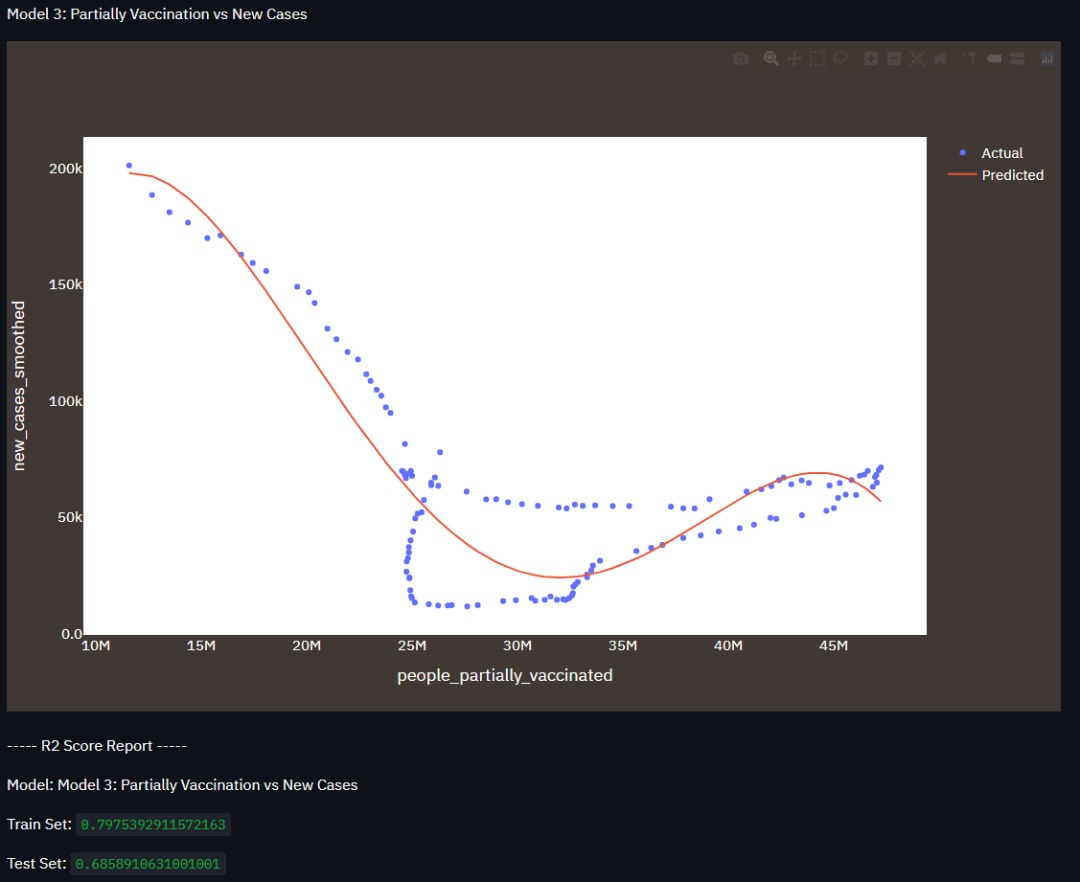 Model 3: Partially Vaccination vs New Cases
Actual
Predicted
200k
150k
100k
50k
0.0
new_cases_smoothed
10M 15M 20M 25M 30M 35M 40M 45M
people_partially_vaccinated
----- R2 Score Report -----
Model: Model 3: Partially Vaccination vs New Cases
Train Set: 0.7975392911572163
Test Set: 0.6858910631001001